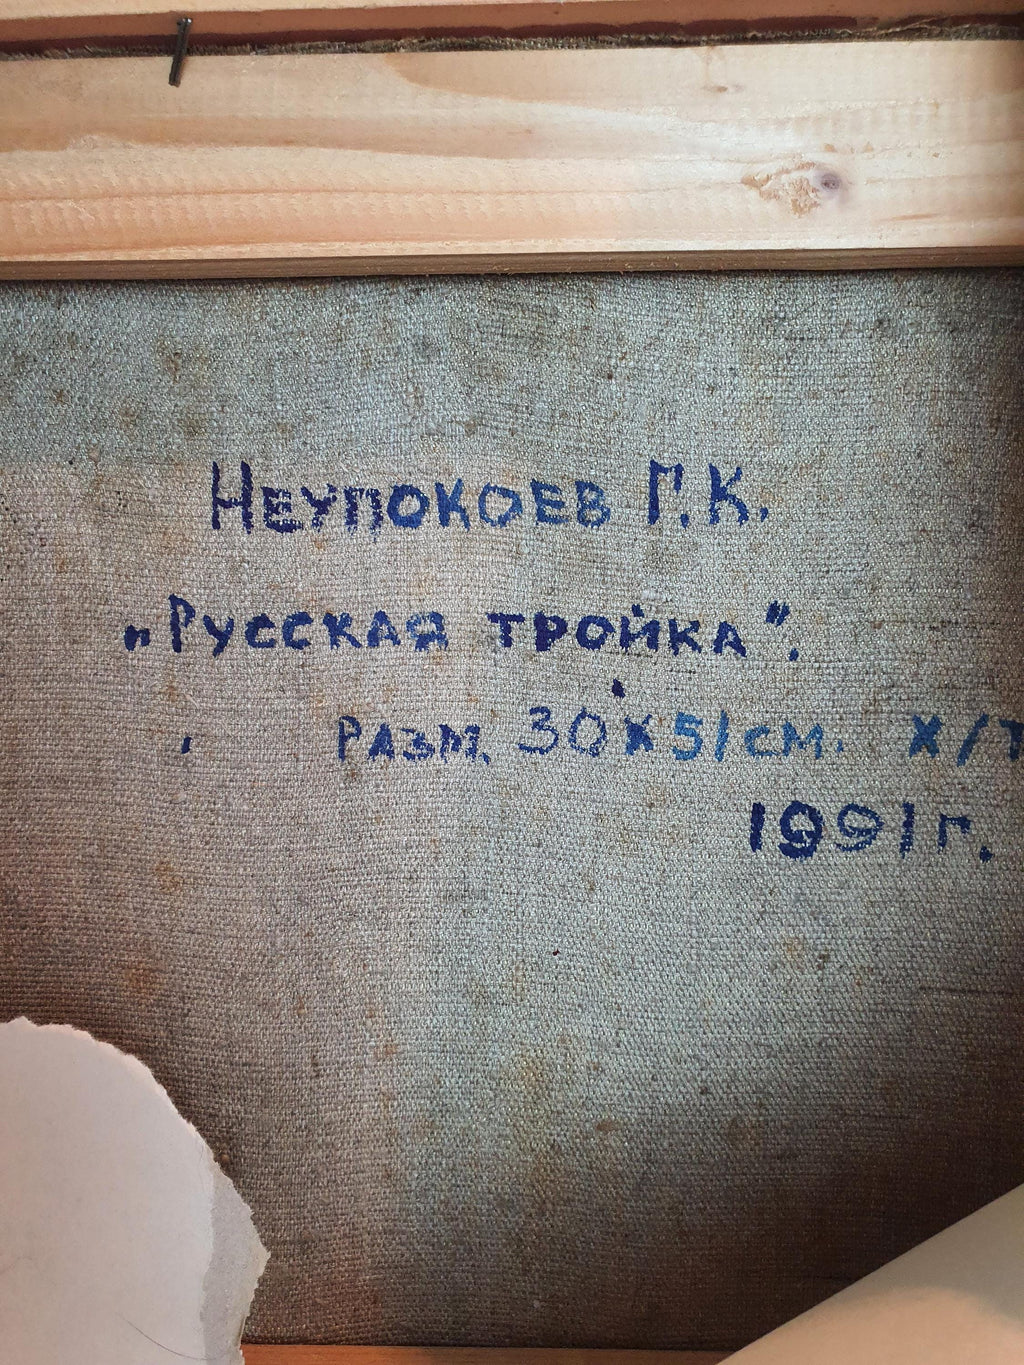 Неупокоев Г.К.
„Русская тройка".
Разм. 30х51см. х/т
1991г.